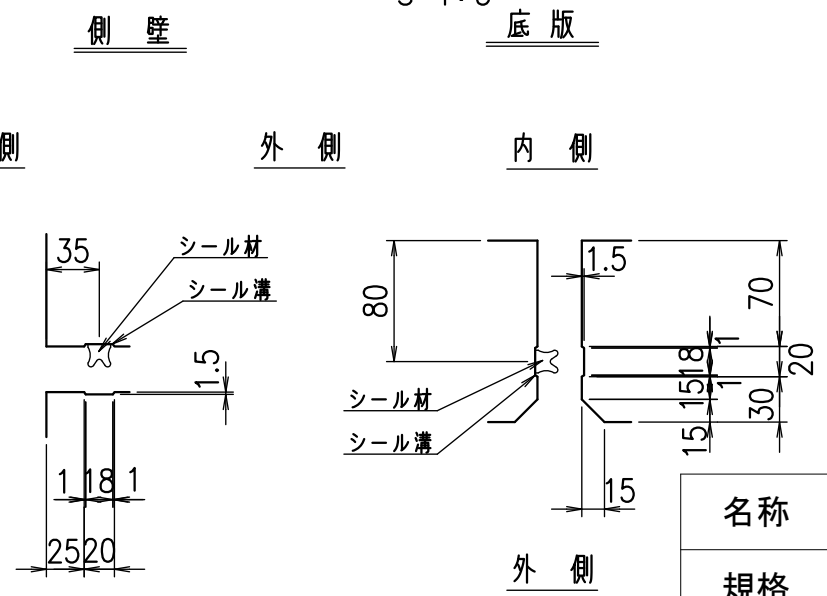 側 壁
底 版
側
外 側
内 側
35
シール材
シール溝
1.5
1 18 1
25 20
80
シール材
シール溝
1.5
70
1
18
20
1
15
30
15
15
外 側
名称
規格